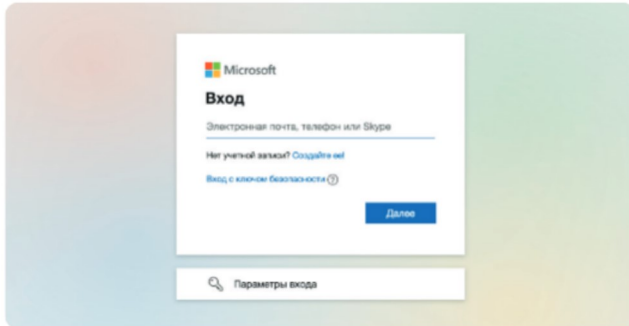 Microsoft
Вход
Электронная почта, телефон или Skype
Нет учетной записи? Создайте ее!
Вход с ключом безопасности
Далее
Параметры входа